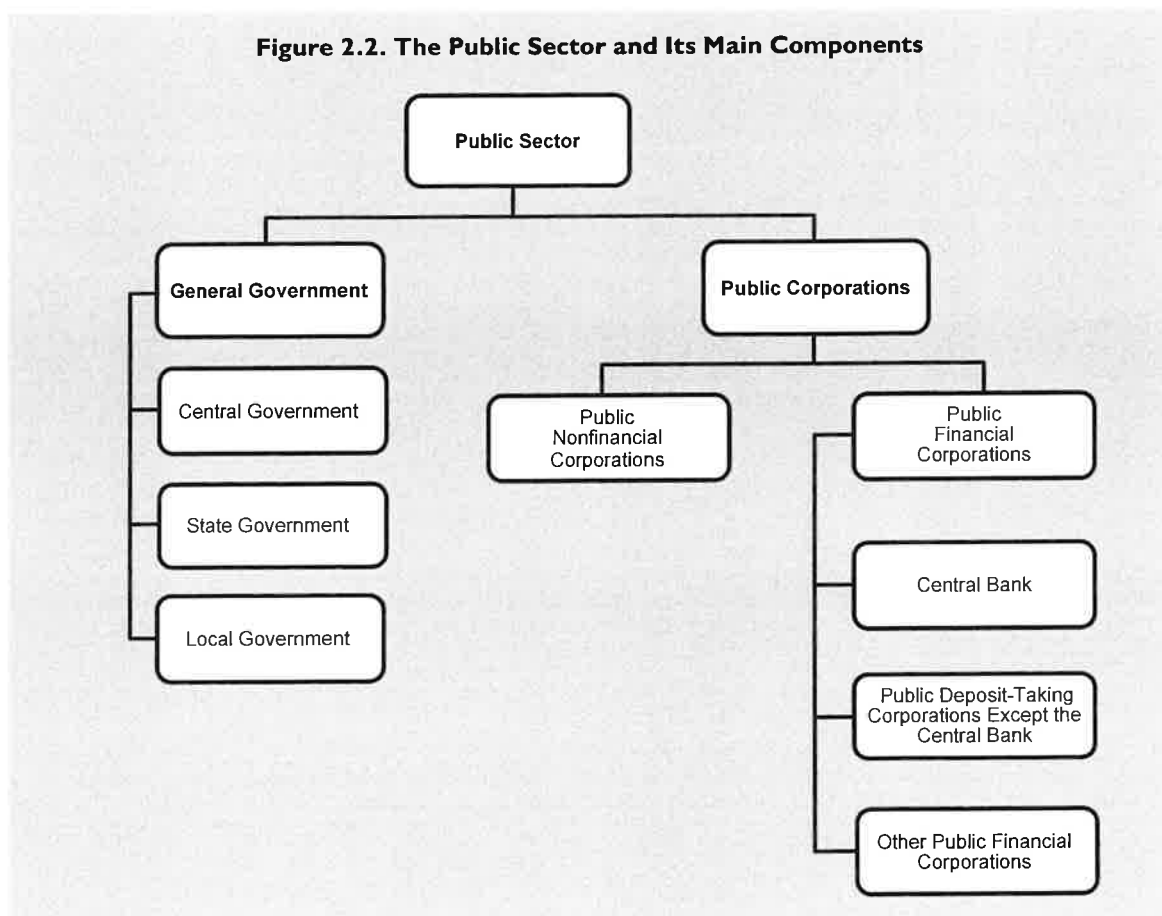 Figure 2.2. The Public Sector and Its Main Components
Public Sector
General Government
Public Corporations
Central Government
State Government
Local Government
Public
Nonfinancial
Corporations
Public
Financial
Corporations
Central Bank
Public Deposit-Taking
Corporations Except the
Central Bank
Other Public Financial
Corporations